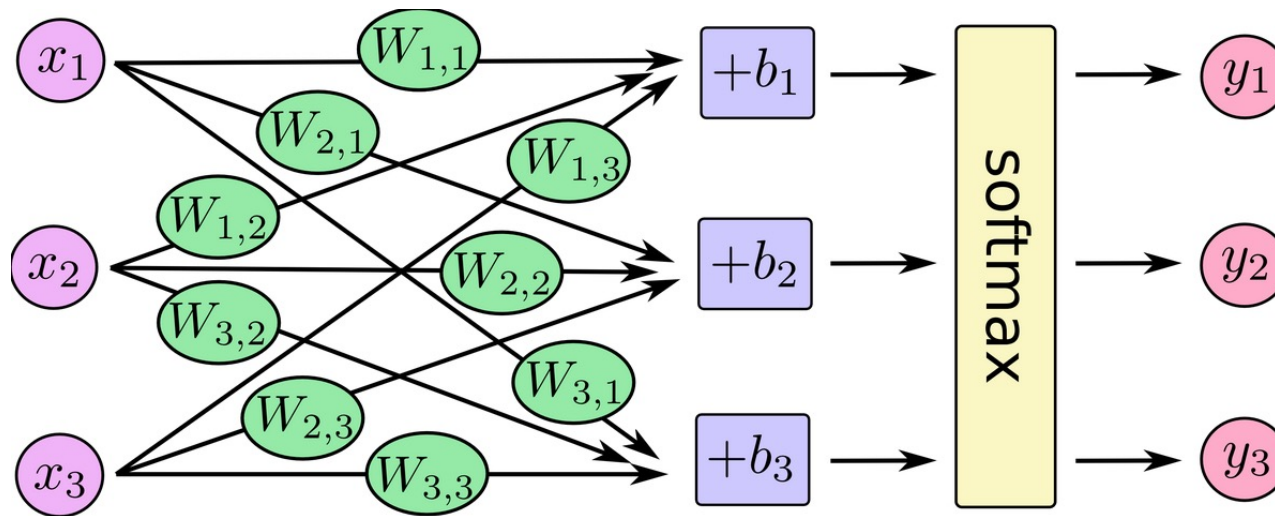 x₁ W₁,₁ +b₁ y₁
W₂,₁ W₁,₃
W₁,₂
x₂ W₂,₂ +b₂ softmax y₂
W₃,₂
W₃,₁
W₂,₃
x₃ W₃,₃ +b₃ y₃